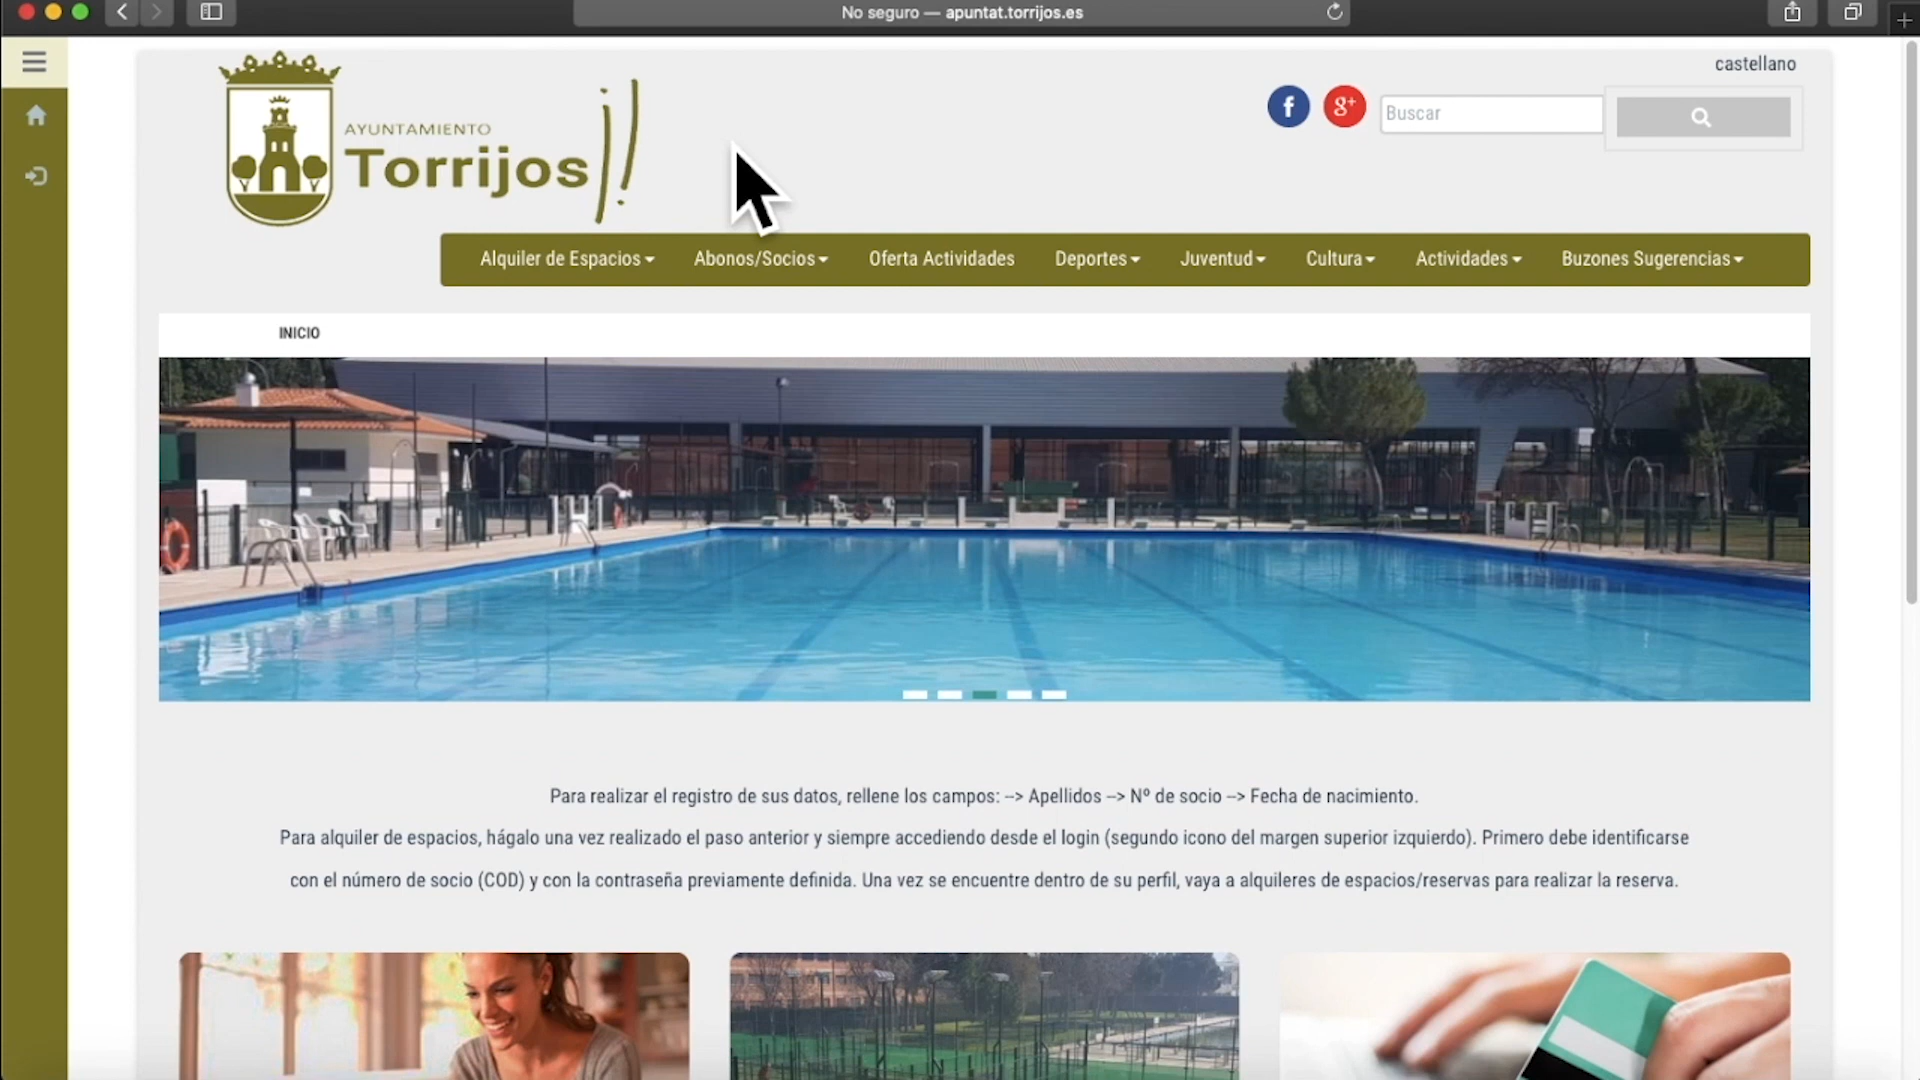 No seguro — apuntat.torrijos.es
castellano
AYUNTAMIENTO
Torrijos
f
g+
Buscar
Alquiler de Espacios Abonos/Socios Oferta Actividades Deportes Juventud Cultura Actividades Buzones Sugerencias
INICIO
Para realizar el registro de sus datos, rellene los campos: --> Apellidos --> Nº de socio --> Fecha de nacimiento.
Para alquiler de espacios, hágalo una vez realizado el paso anterior y siempre accediendo desde el login (segundo icono del margen superior izquierdo). Primero debe identificarse
con el número de socio (COD) y con la contraseña previamente definida. Una vez se encuentre dentro de su perfil, vaya a alquileres de espacios/reservas para realizar la reserva.